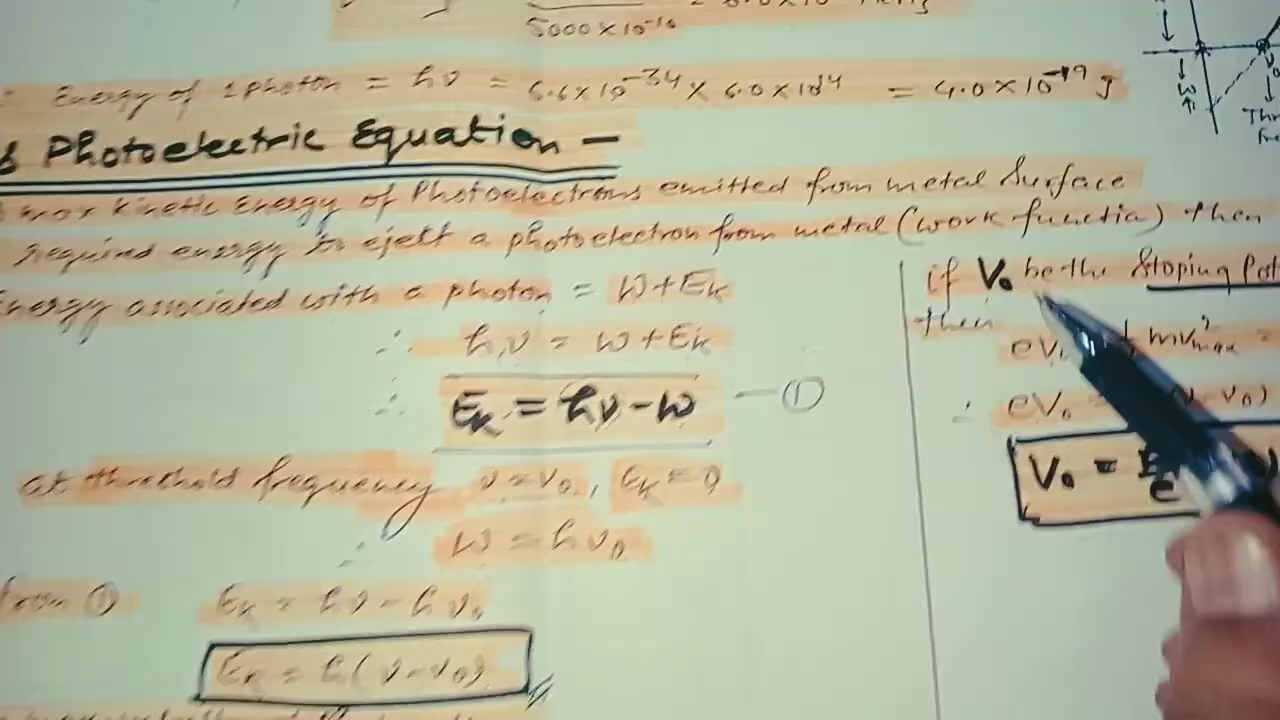 5000×10⁻¹⁰
Energy of 1 photon = hν = 6.6×10⁻³⁴ × 6.0×10¹⁴ = 4.0×10⁻¹⁹ J
Photoelectric Equation –
max kinetic Energy of Photoelectrons emitted from metal surface
required energy to eject a photoelectron from metal (work functia) then
Energy associated with a photon = W+Eₖ
∴ hν = W+Eₖ
∴ Eₖ = hν–W —①
at threshold frequency ν=ν₀, Eₖ=0
∴ W = hν₀
from ① Eₖ = hν – hν₀
Eₖ = h(ν–ν₀)
if V₀ be the Stoping Pot
then
mv²max =
∴ eV₀ = ν₀)
V₀ =
e
W